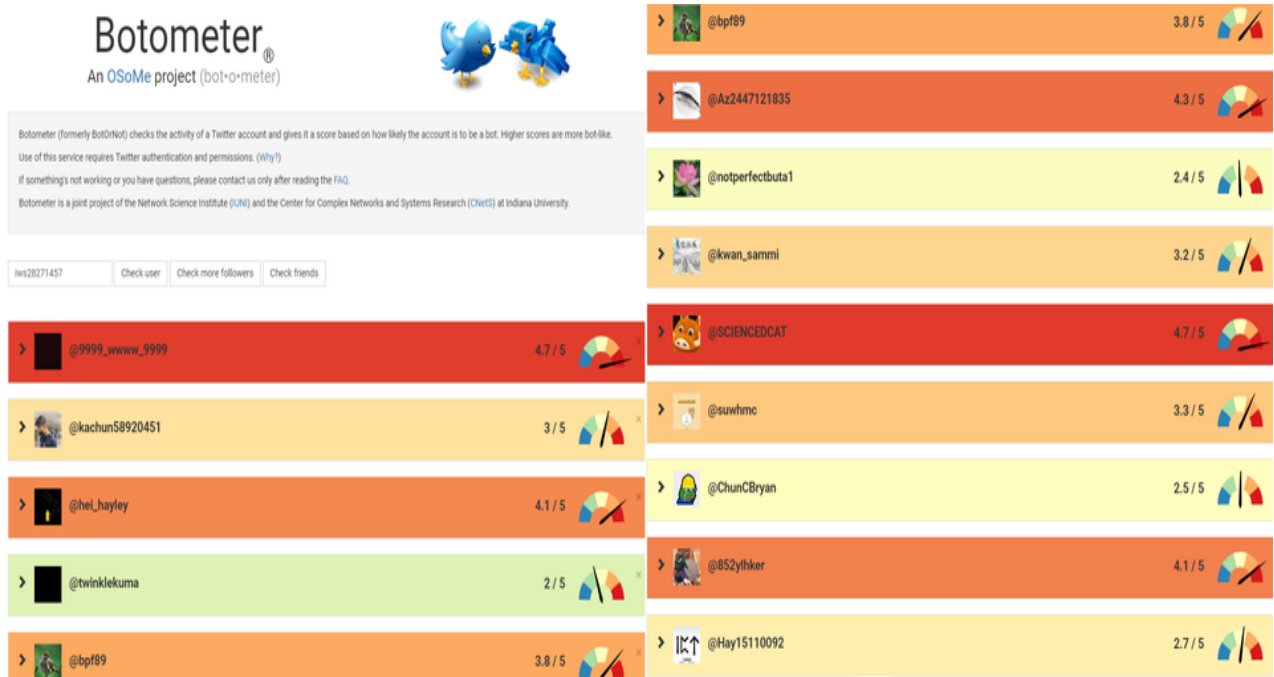 Botometer®
An OSoMe project (bot•o•meter)
Botometer (formerly BotOrNot) checks the activity of a Twitter account and gives it a score based on how likely the account is to be a bot. Higher scores are more bot-like.
Use of this service requires Twitter authentication and permissions. (Why?)
If something's not working or you have questions, please contact us only after reading the FAQ.
Botometer is a joint project of the Network Science Institute (IUNI) and the Center for Complex Networks and Systems Research (CNetS) at Indiana University.
iws28271457 Check user Check more followers Check friends
@9999_wwww_9999 4.7 / 5
@kachun58920451 3 / 5
@hei_hayley 4.1 / 5
@twinklekuma 2 / 5
@bpf89 3.8 / 5
@bpf89 3.8 / 5
@Az2447121835 4.3 / 5
@notperfectbuta1 2.4 / 5
@kwan_sammi 3.2 / 5
@SCIENCEDCAT 4.7 / 5
@suwhmc 3.3 / 5
@ChunCBryan 2.5 / 5
@852ylhker 4.1 / 5
@Hay15110092 2.7 / 5